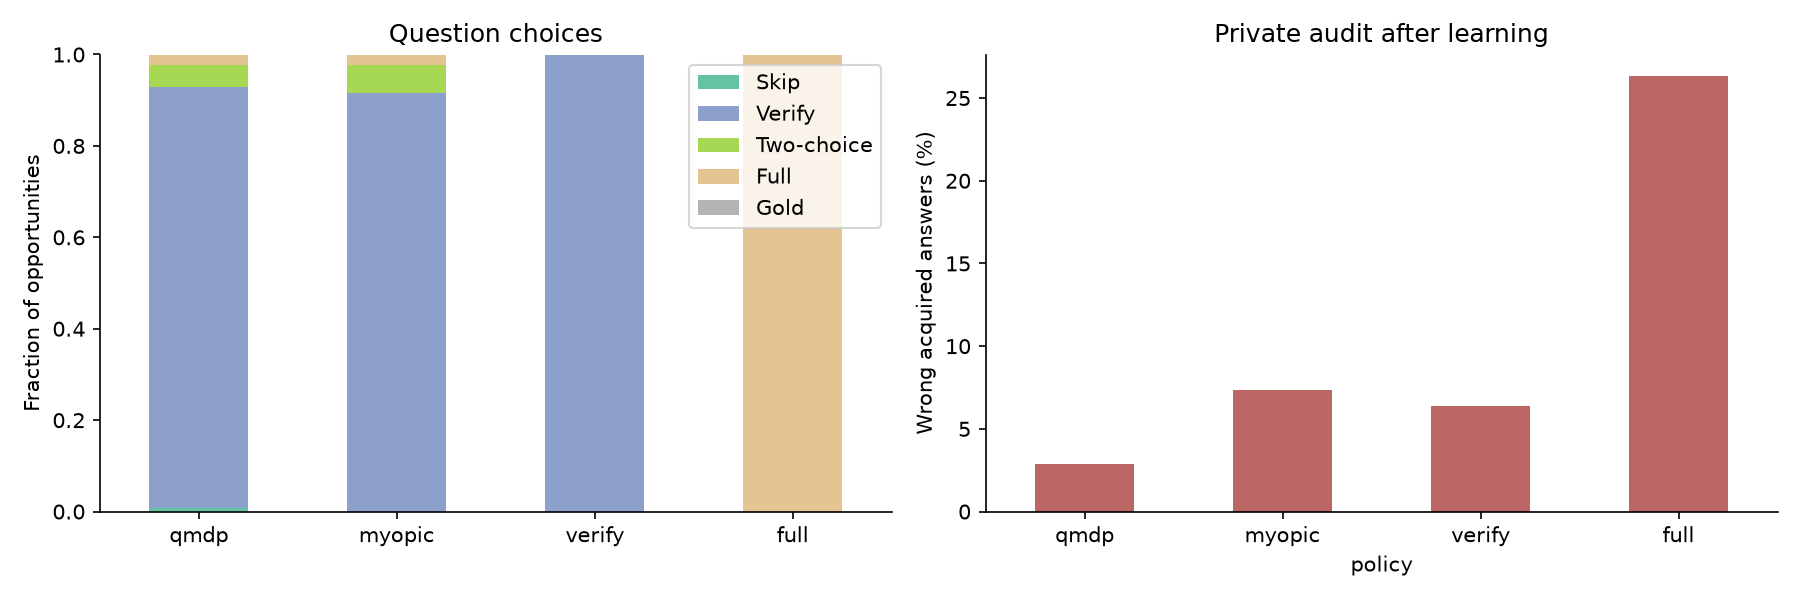 Question choices
Fraction of opportunities
1.0
0.8
0.6
0.4
0.2
0.0
qmdp
myopic
verify
full
Skip
Verify
Two-choice
Full
Gold
Private audit after learning
Wrong acquired answers (%)
25
20
15
10
5
0
qmdp
myopic
verify
full
policy